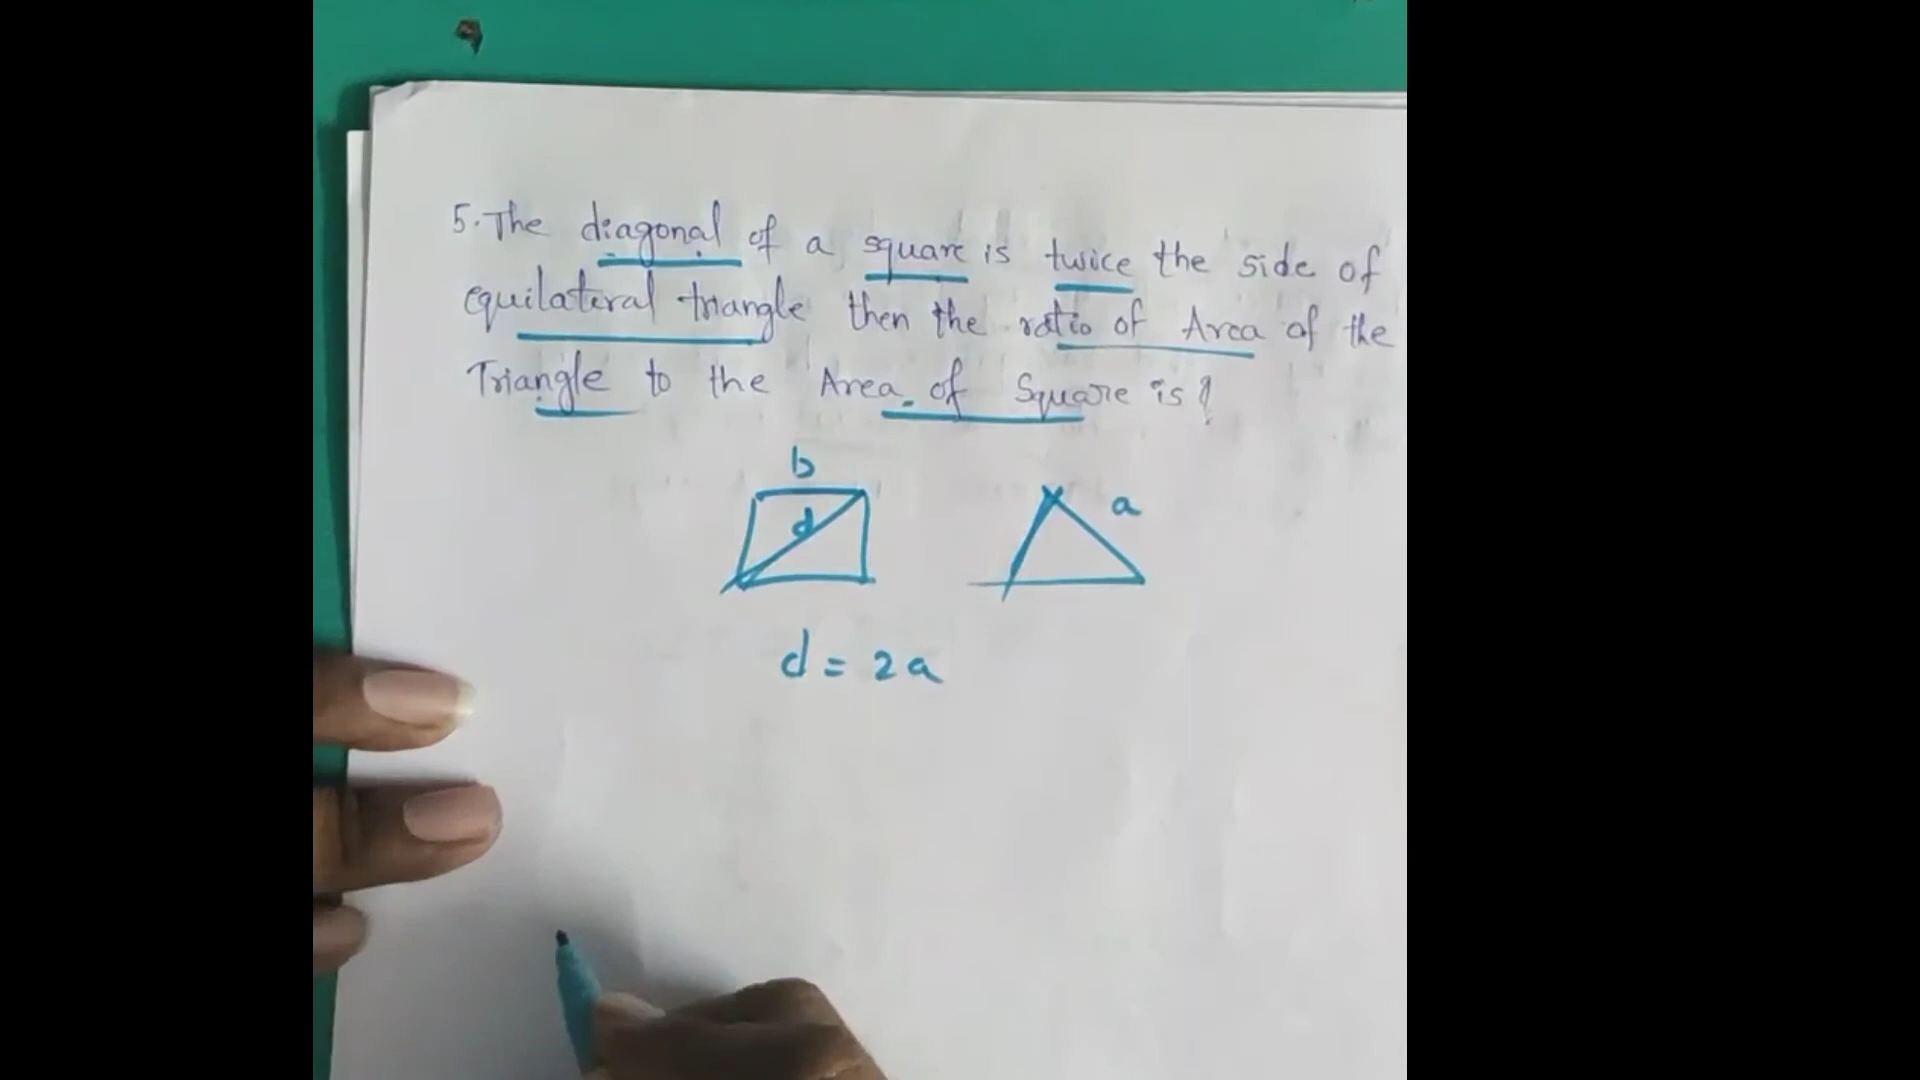 5. The diagonal of a square is twice the side of
equilateral triangle then the ratio of Area of the
Triangle to the Area of Square is?
b
d
a
d = 2a